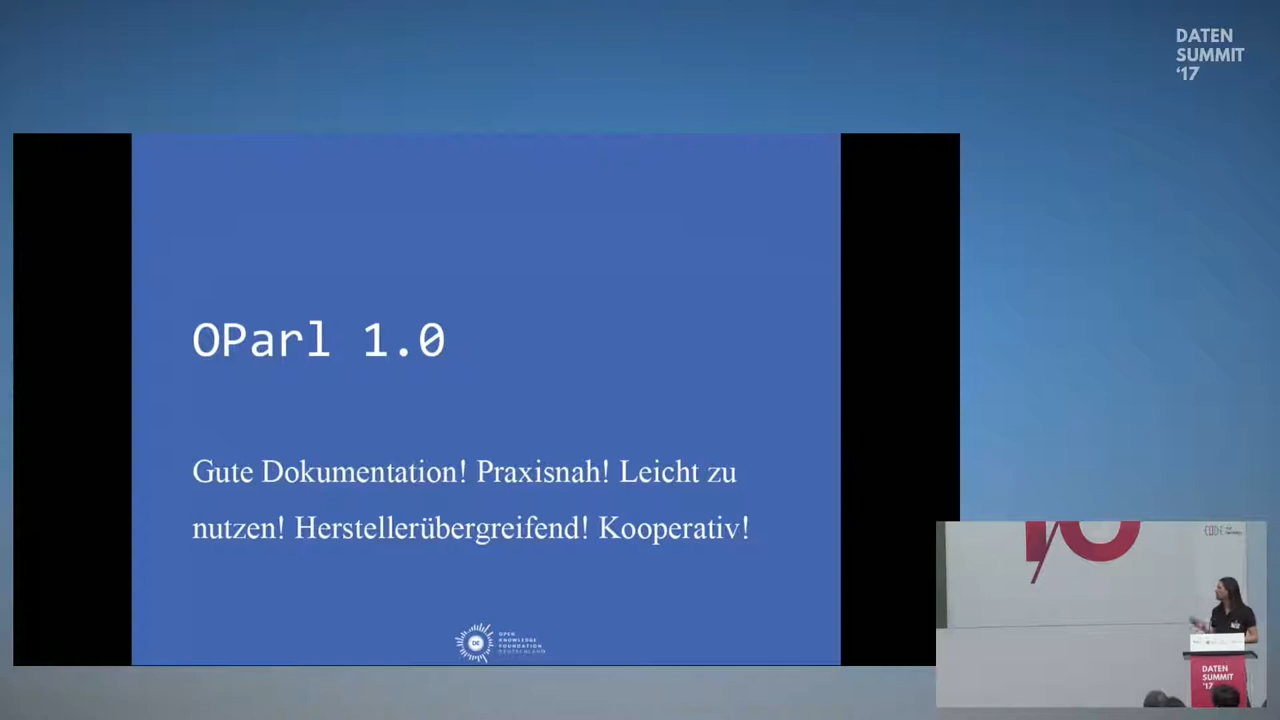 DATEN
SUMMIT
‘17
OParl 1.0
Gute Dokumentation! Praxisnah! Leicht zu
nutzen! Herstellerübergreifend! Kooperativ!
DE
OPEN
KNOWLEDGE
FOUNDATION
DEUTSCHLAND
DATEN
SUMMIT
'17